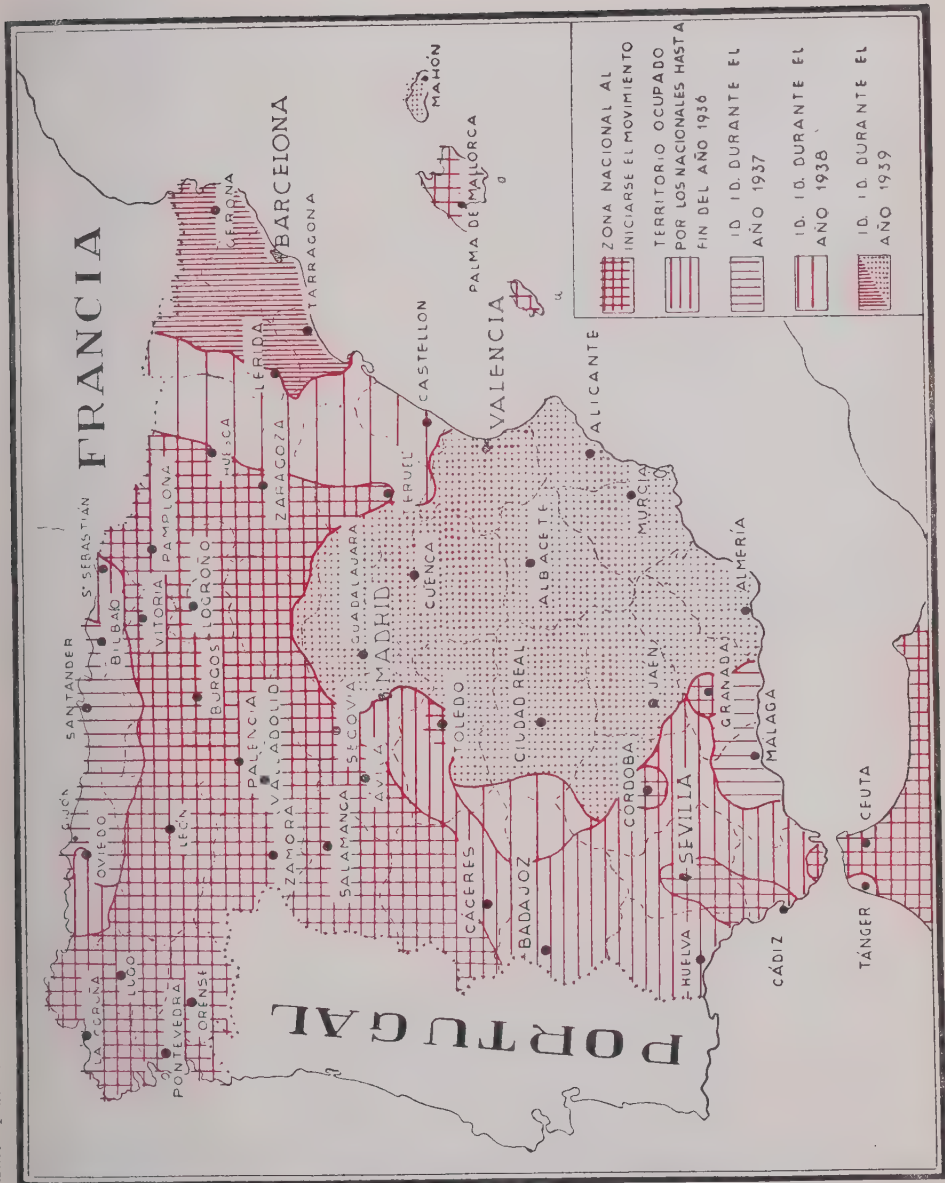 FRANCIA
PORTUGAL
LA CORUÑA
LUGO
PONTEVEDRA
ORENSE
GIJÓN
OVIEDO
SANTANDER
BILBAO
S. SEBASTIÁN
VITORIA
PAMPLONA
LEÓN
BURGOS
LOGROÑO
PALENCIA
HUESCA
ZAMORA
VALLADOLID
ZARAGOZA
LERIDA
GERONA
BARCEIONA
TARRAGONA
SALAMANCA
SEGOVIA
GUADALAJARA
AVILA
MADRID
ERUEL
CASTELLON
CUENCA
TOLEDO
CÁCERES
VALENCIA
BADAJOZ
CIUDAD REAL
ALBACETE
ALICANTE
CORDOBA
JAEN
MURCIA
HUELVA
SEVILLA
GRANADA
ALMERÍA
MÁLAGA
CÁDIZ
TÁNGER
CEUTA
PALMA DE MALLORCA
MAHÓN
ZONA NACIONAL AL
INICIARSE EL MOVIMIENTO
TERRITORIO OCUPADO
POR LOS NACIONALES HASTA
FIN DEL AÑO 1936
ID. ID. DURANTE EL
AÑO 1937
ID. ID. DURANTE EL
AÑO 1938
ID. ID. DURANTE EL
AÑO 1939